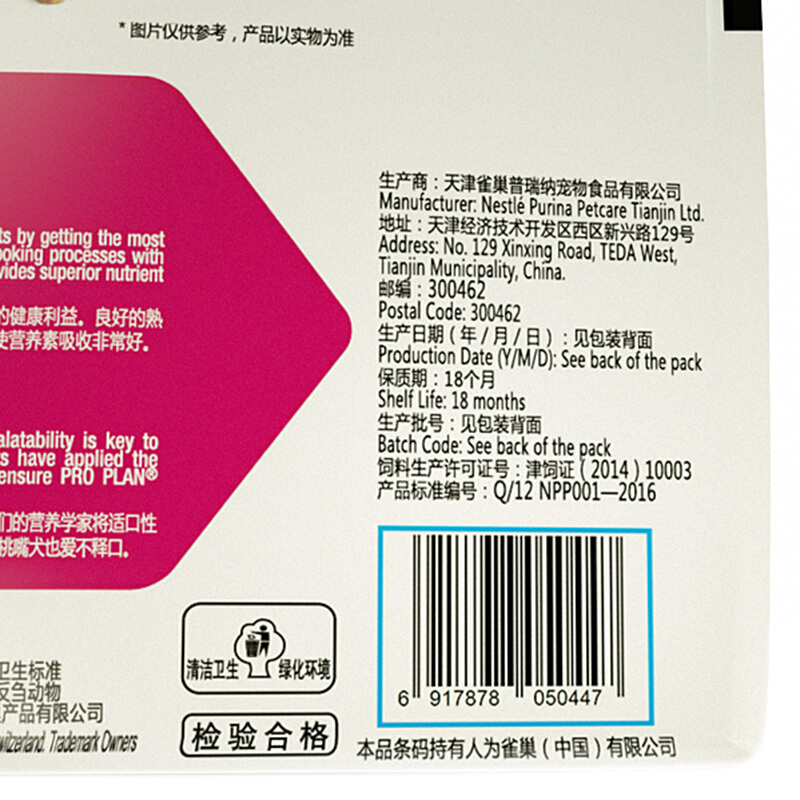 *图片仅供参考，产品以实物为准
ts by getting the most
ooking processes with
vides superior nutrient
的健康利益。良好的熟
使营养素吸收非常好。
alatability is key to
s have applied the
ensure PRO PLAN®
们的营养学家将适口性
挑嘴犬也爱不释口。
生产商：天津雀巢普瑞纳宠物食品有限公司
Manufacturer: Nestlé Purina Petcare Tianjin Ltd.
地址：天津经济技术开发区西区新兴路129号
Address: No. 129 Xinxing Road, TEDA West,
Tianjin Municipality, China.
邮编：300462
Postal Code: 300462
生产日期（年/月/日）：见包装背面
Production Date (Y/M/D): See back of the pack
保质期：18个月
Shelf Life: 18 months
生产批号：见包装背面
Batch Code: See back of the pack
饲料生产许可证号：津饲证（2014）10003
产品标准编号：Q/12 NPP001—2016
清洁卫生 绿化环境
检验合格
6 917878 050447
本品条码持有人为雀巢（中国）有限公司
卫生标准
反刍动物
产品有限公司
witzerland. Trademark Owners